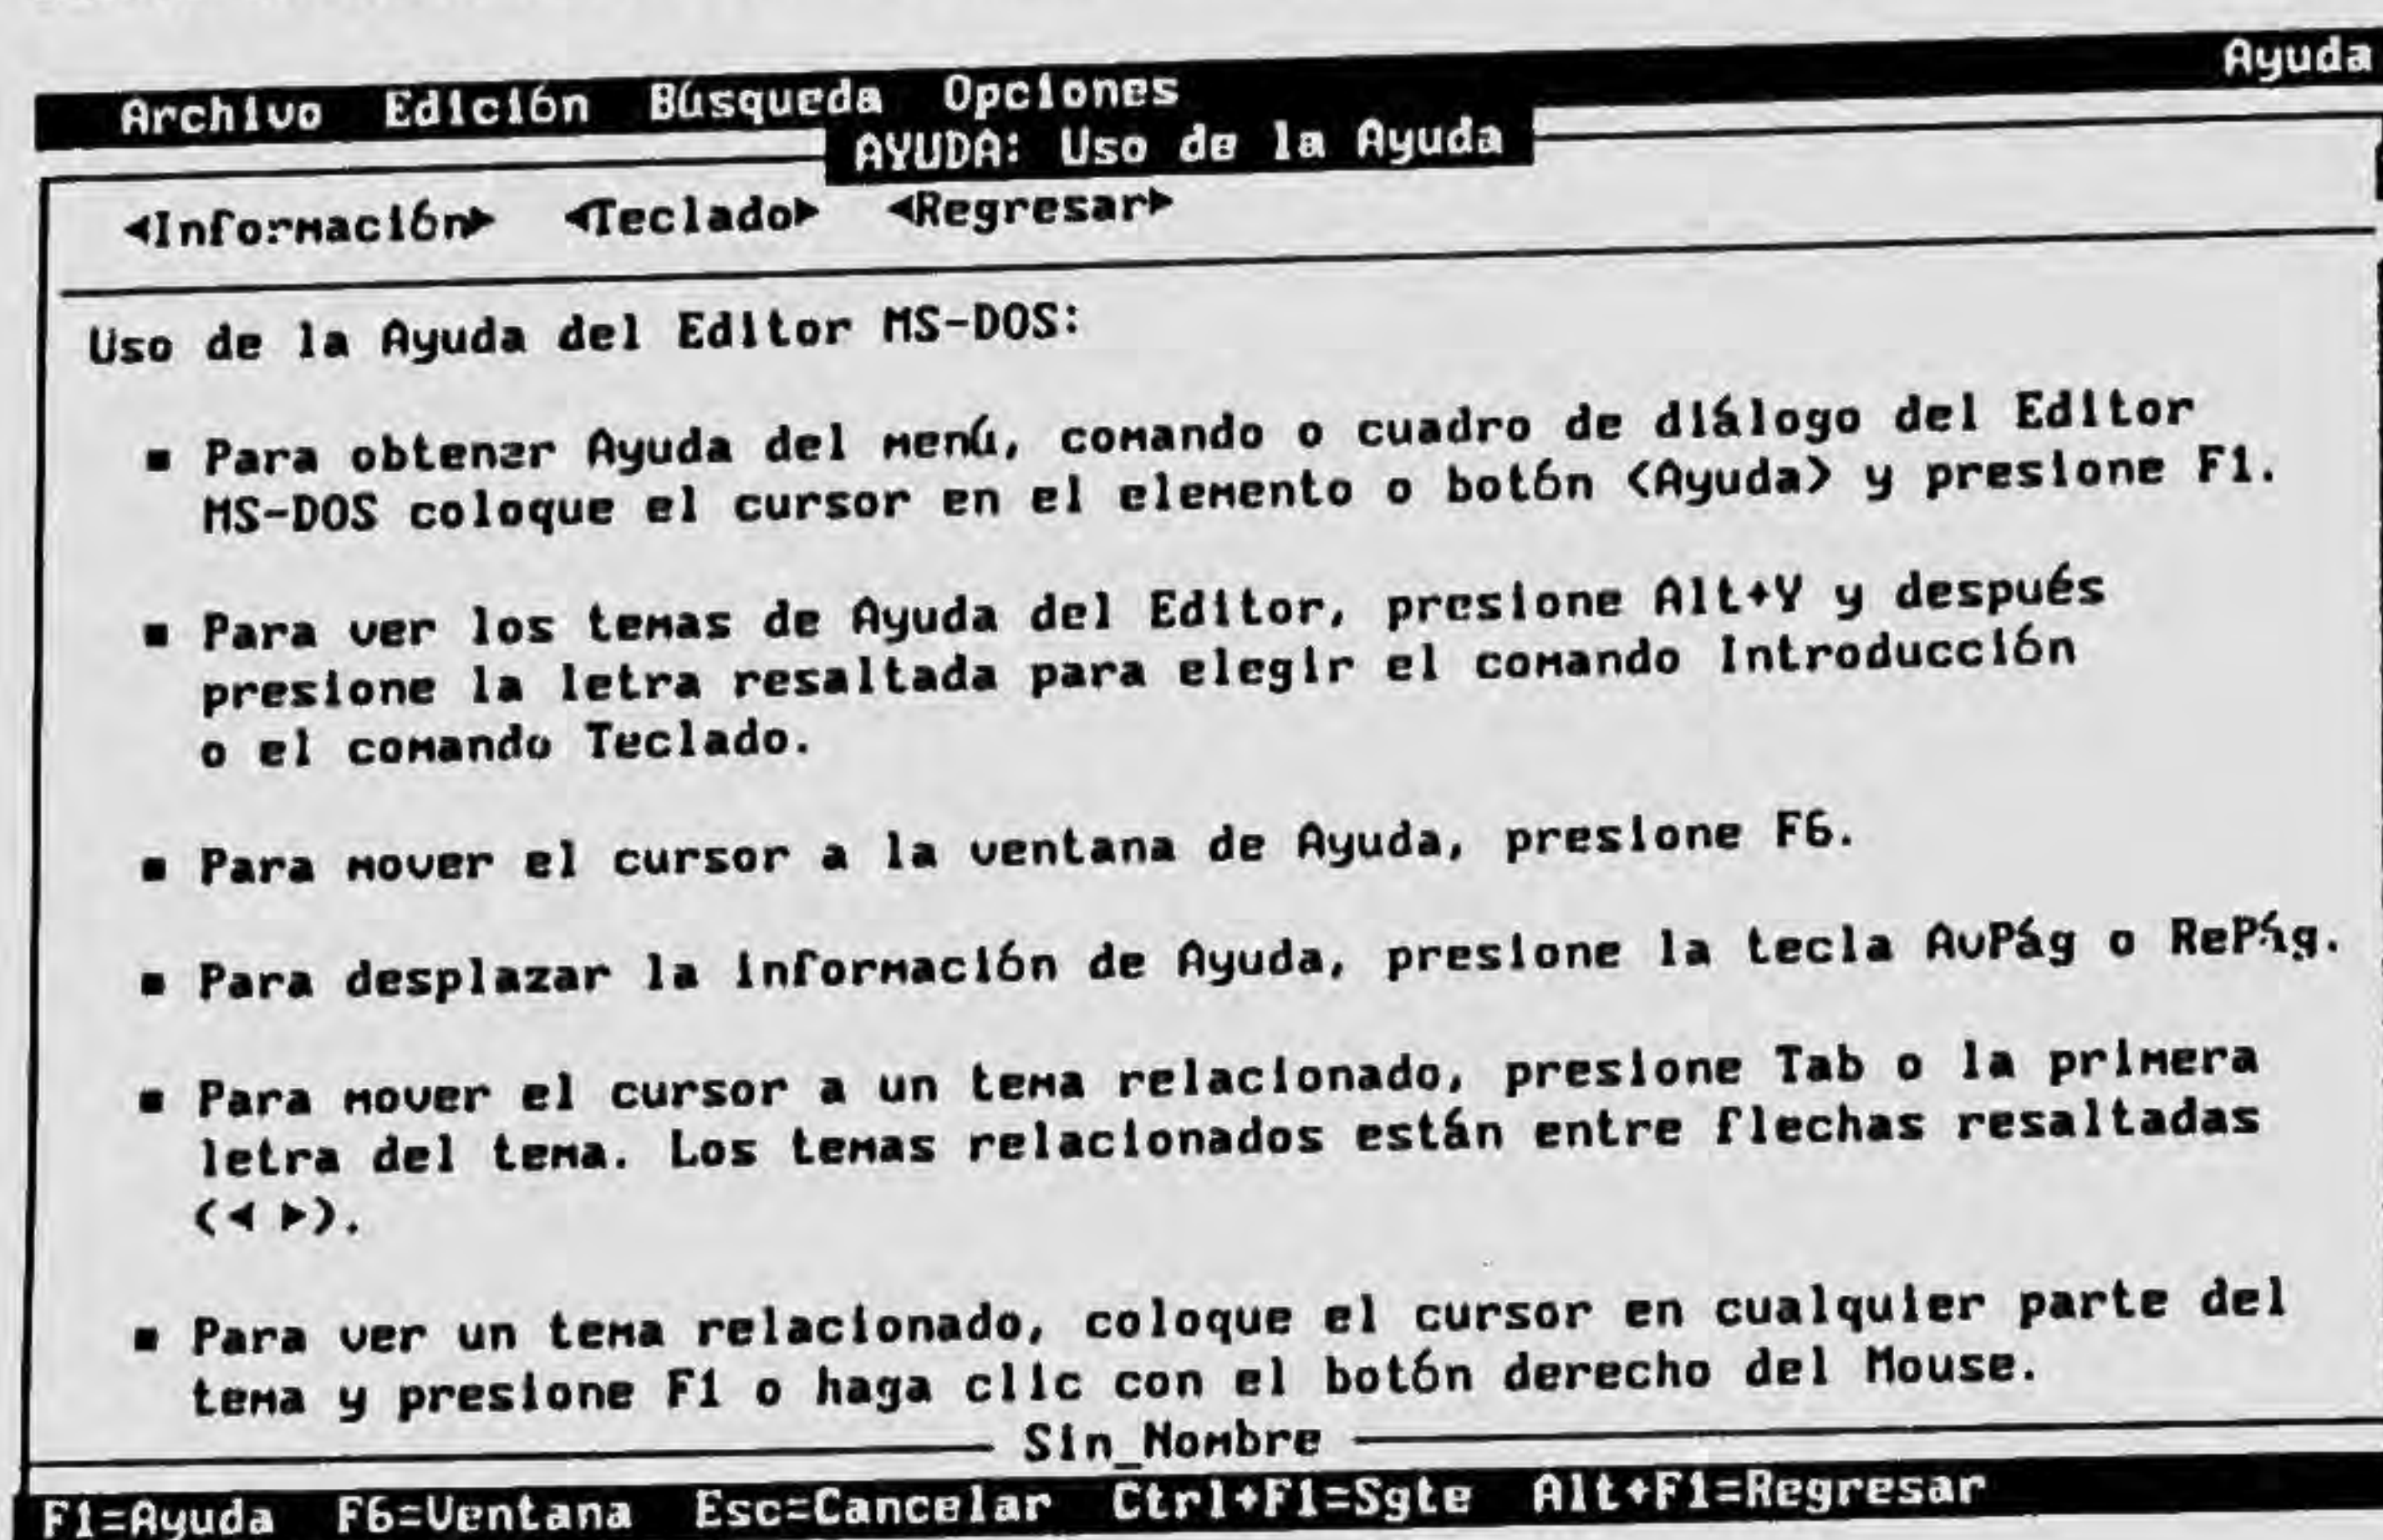 Archivo Edición Búsqueda Opciones Ayuda
AYUDA: Uso de la Ayuda
◄Información► ◄Teclado► ◄Regresar►
Uso de la Ayuda del Editor MS-DOS:
■ Para obtener Ayuda del menú, comando o cuadro de diálogo del Editor
MS-DOS coloque el cursor en el elemento o botón <Ayuda> y presione F1.
■ Para ver los temas de Ayuda del Editor, presione Alt+Y y después
presione la letra resaltada para elegir el comando Introducción
o el comando Teclado.
■ Para mover el cursor a la ventana de Ayuda, presione F6.
■ Para desplazar la información de Ayuda, presione la tecla AvPág o RePág.
■ Para mover el cursor a un tema relacionado, presione Tab o la primera
letra del tema. Los temas relacionados están entre flechas resaltadas
(◄ ►).
■ Para ver un tema relacionado, coloque el cursor en cualquier parte del
tema y presione F1 o haga clic con el botón derecho del Mouse.
Sin_Nombre
F1=Ayuda F6=Ventana Esc=Cancelar Ctrl+F1=Sgte Alt+F1=Regresar